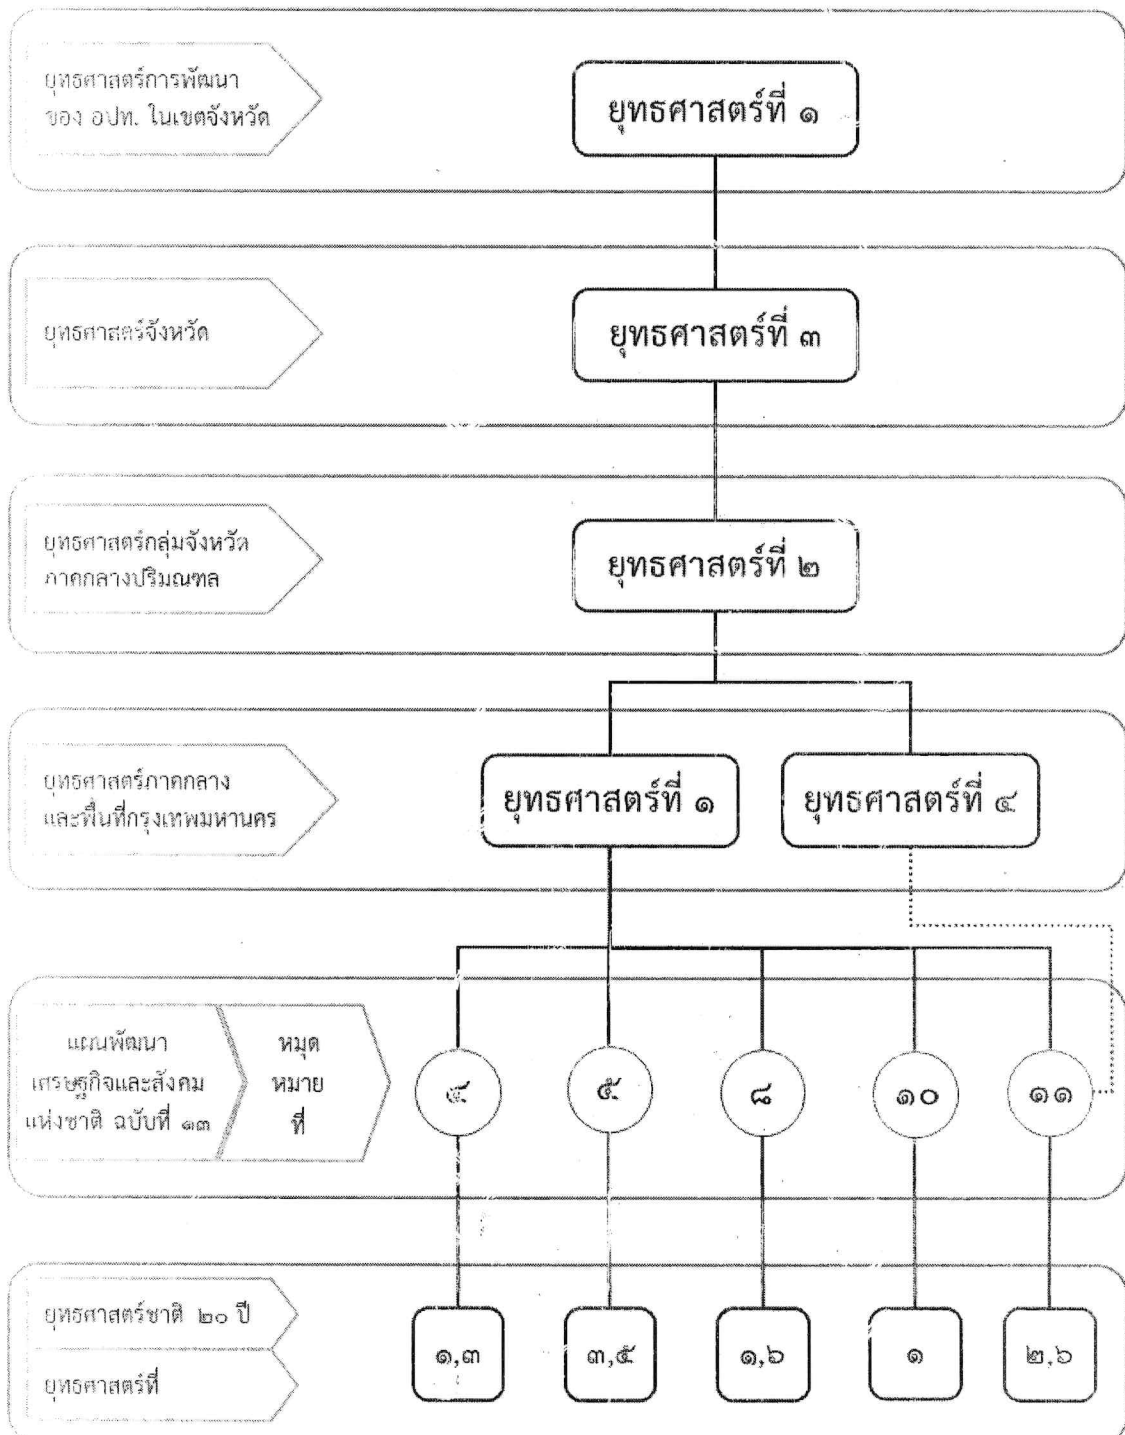 ยุทธศาสตร์การพัฒนา
ของ อปท. ในเขตจังหวัด
ยุทธศาสตร์ที่ ๑
ยุทธศาสตร์จังหวัด
ยุทธศาสตร์ที่ ๓
ยุทธศาสตร์กลุ่มจังหวัด
ภาคกลางปริมณฑล
ยุทธศาสตร์ที่ ๒
ยุทธศาสตร์ภาคกลาง
และพื้นที่กรุงเทพมหานคร
ยุทธศาสตร์ที่ ๑
ยุทธศาสตร์ที่ ๔
แผนพัฒนา
เศรษฐกิจและสังคม
แห่งชาติ ฉบับที่ ๑๓
หมุด
หมาย
ที่
๔
๕
๘
๑๐
๑๑
ยุทธศาสตร์ชาติ ๒๐ ปี
ยุทธศาสตร์ที่
๑,๓
๓,๕
๑,๖
๑
๒,๖